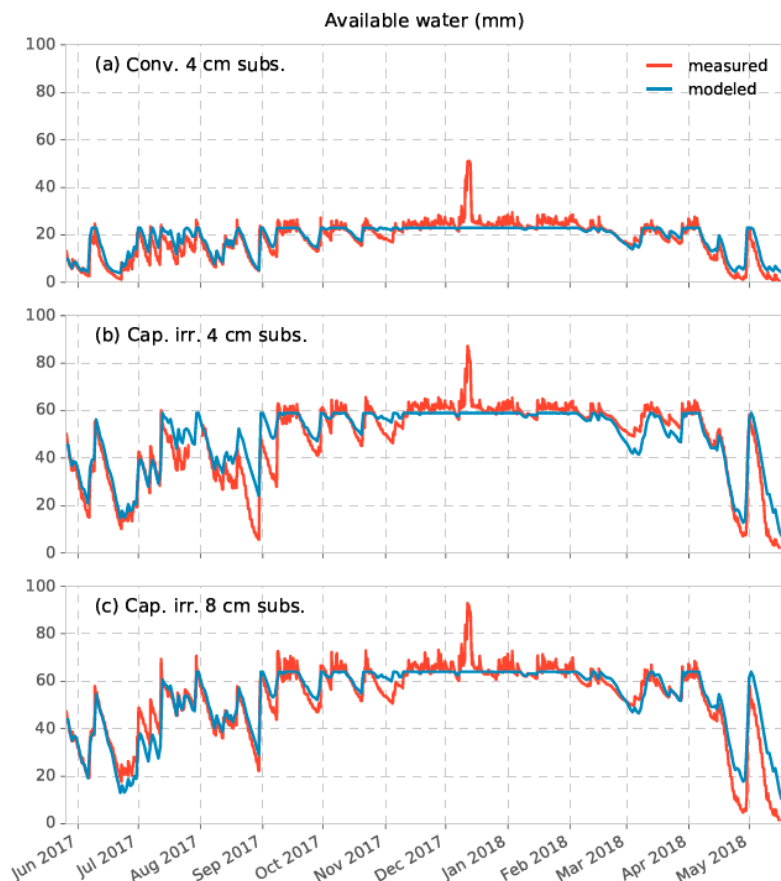 Available water (mm)
100
(a) Conv. 4 cm subs.
measured
80
modeled
60
40
20
0
100
(b) Cap. irr. 4 cm subs.
80
60
40
20
0
100
(c) Cap. irr. 8 cm subs.
80
60
40
20
0
Jun 2017
Jul 2017
Aug 2017
Sep 2017
Oct 2017
Nov 2017
Dec 2017
Jan 2018
Feb 2018
Mar 2018
Apr 2018
May 2018